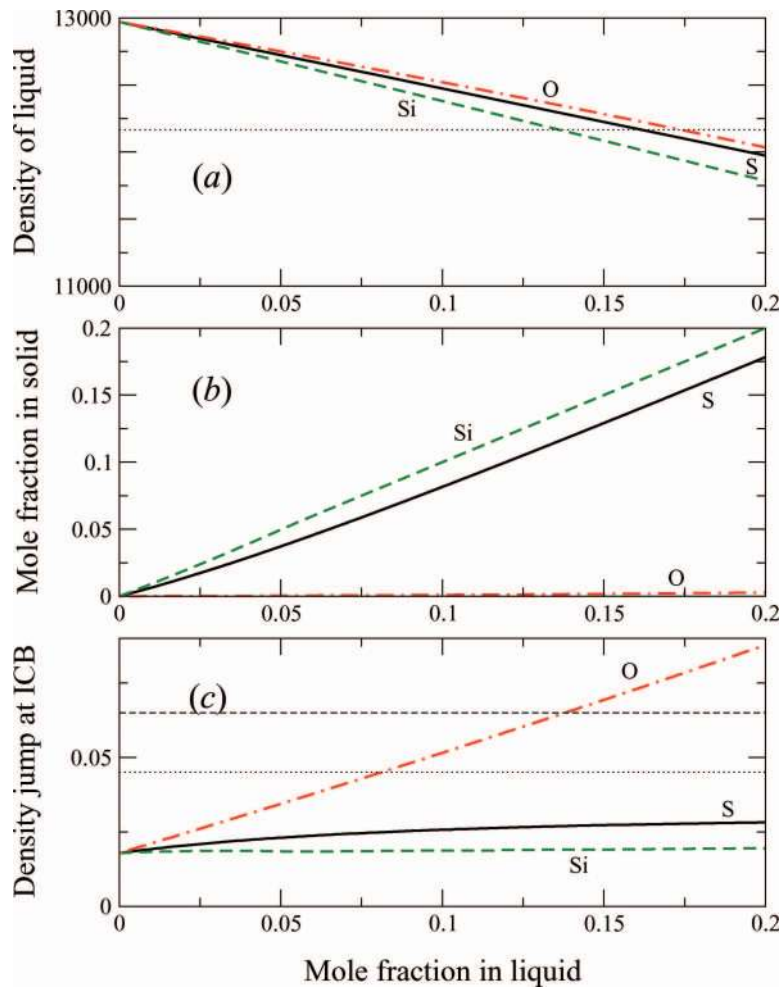 13000
Density of liquid
O
Si
(a)
S
11000
0
0.05
0.1
0.15
0.2
0.2
Mole fraction in solid
(b)
0.15
S
Si
0.1
0.05
O
0
0
0.05
0.1
0.15
0.2
Density jump at ICB
(c)
O
0.05
S
Si
0
0
0.05
0.1
0.15
0.2
Mole fraction in liquid